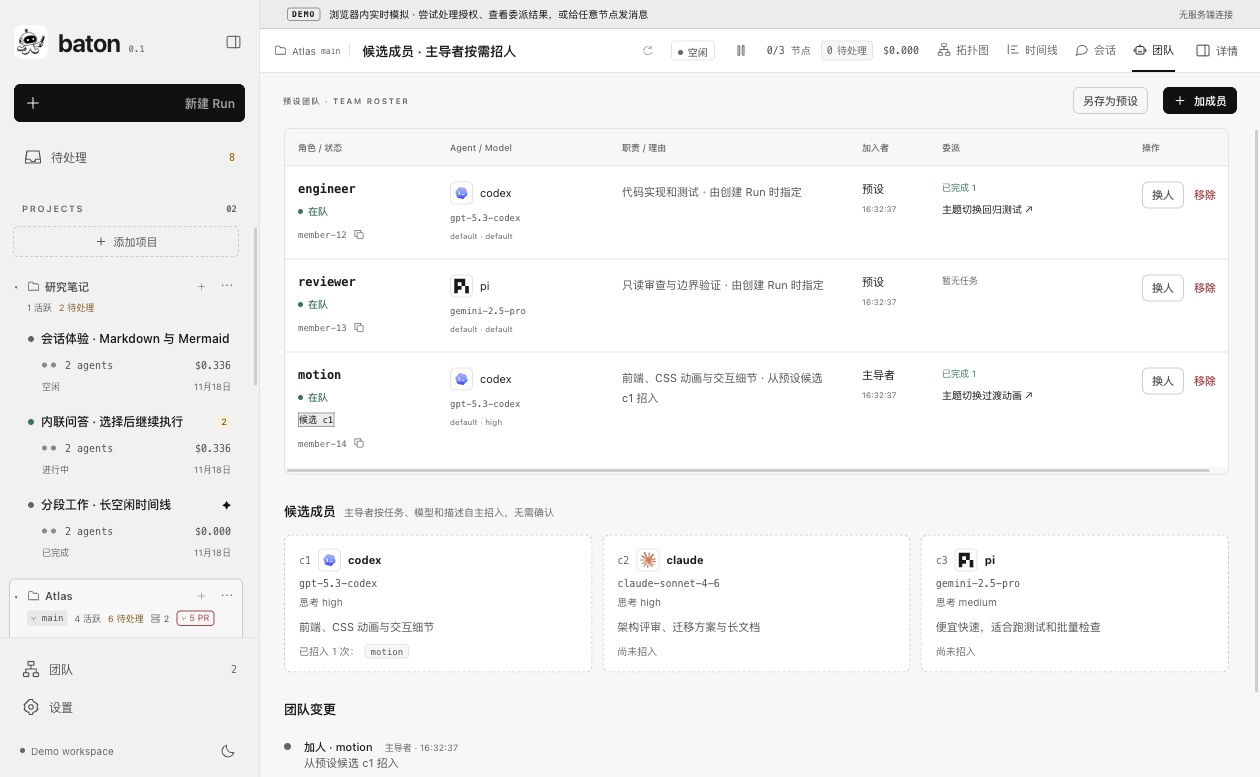 DEMO 浏览器内实时模拟 · 尝试处理授权、查看委派结果，或给任意节点发消息 无服务端连接
baton 0.1
新建 Run
待处理 8
PROJECTS 02
添加项目
研究笔记
1 活跃 2 待处理
会话体验 · Markdown 与 Mermaid
2 agents $0.336
空闲 11月18日
内联问答 · 选择后继续执行 2
2 agents $0.336
进行中 11月18日
分段工作 · 长空闲时间线
2 agents $0.000
已完成 11月18日
Atlas
main 4 活跃 6 待处理 2 5 PR
团队 2
设置
Demo workspace
Atlas main 候选成员 · 主导者按需招人 空闲 0/3 节点 0 待处理 $0.000 拓扑图 时间线 会话 团队 详情
预设团队 · TEAM ROSTER 另存为预设 加成员
角色 / 状态 Agent / Model 职责 / 理由 加入者 委派 操作
engineer
在队
member-12
codex
gpt-5.3-codex
default · default
代码实现和测试 · 由创建 Run 时指定
预设
16:32:37
已完成 1
主题切换回归测试 ↗
换人 移除
reviewer
在队
member-13
pi
gemini-2.5-pro
default · default
只读审查与边界验证 · 由创建 Run 时指定
预设
16:32:37
暂无任务
换人 移除
motion
在队
候选 c1
member-14
codex
gpt-5.3-codex
default · high
前端、CSS 动画与交互细节 · 从预设候选
c1 招入
主导者
16:32:37
已完成 1
主题切换过渡动画 ↗
换人 移除
候选成员 主导者按任务、模型和描述自主招入，无需确认
c1 codex
gpt-5.3-codex
思考 high
前端、CSS 动画与交互细节
已招入 1 次： motion
c2 claude
claude-sonnet-4-6
思考 high
架构评审、迁移方案与长文档
尚未招入
c3 pi
gemini-2.5-pro
思考 medium
便宜快速，适合跑测试和批量检查
尚未招入
团队变更
加人 · motion 主导者 · 16:32:37
从预设候选 c1 招入